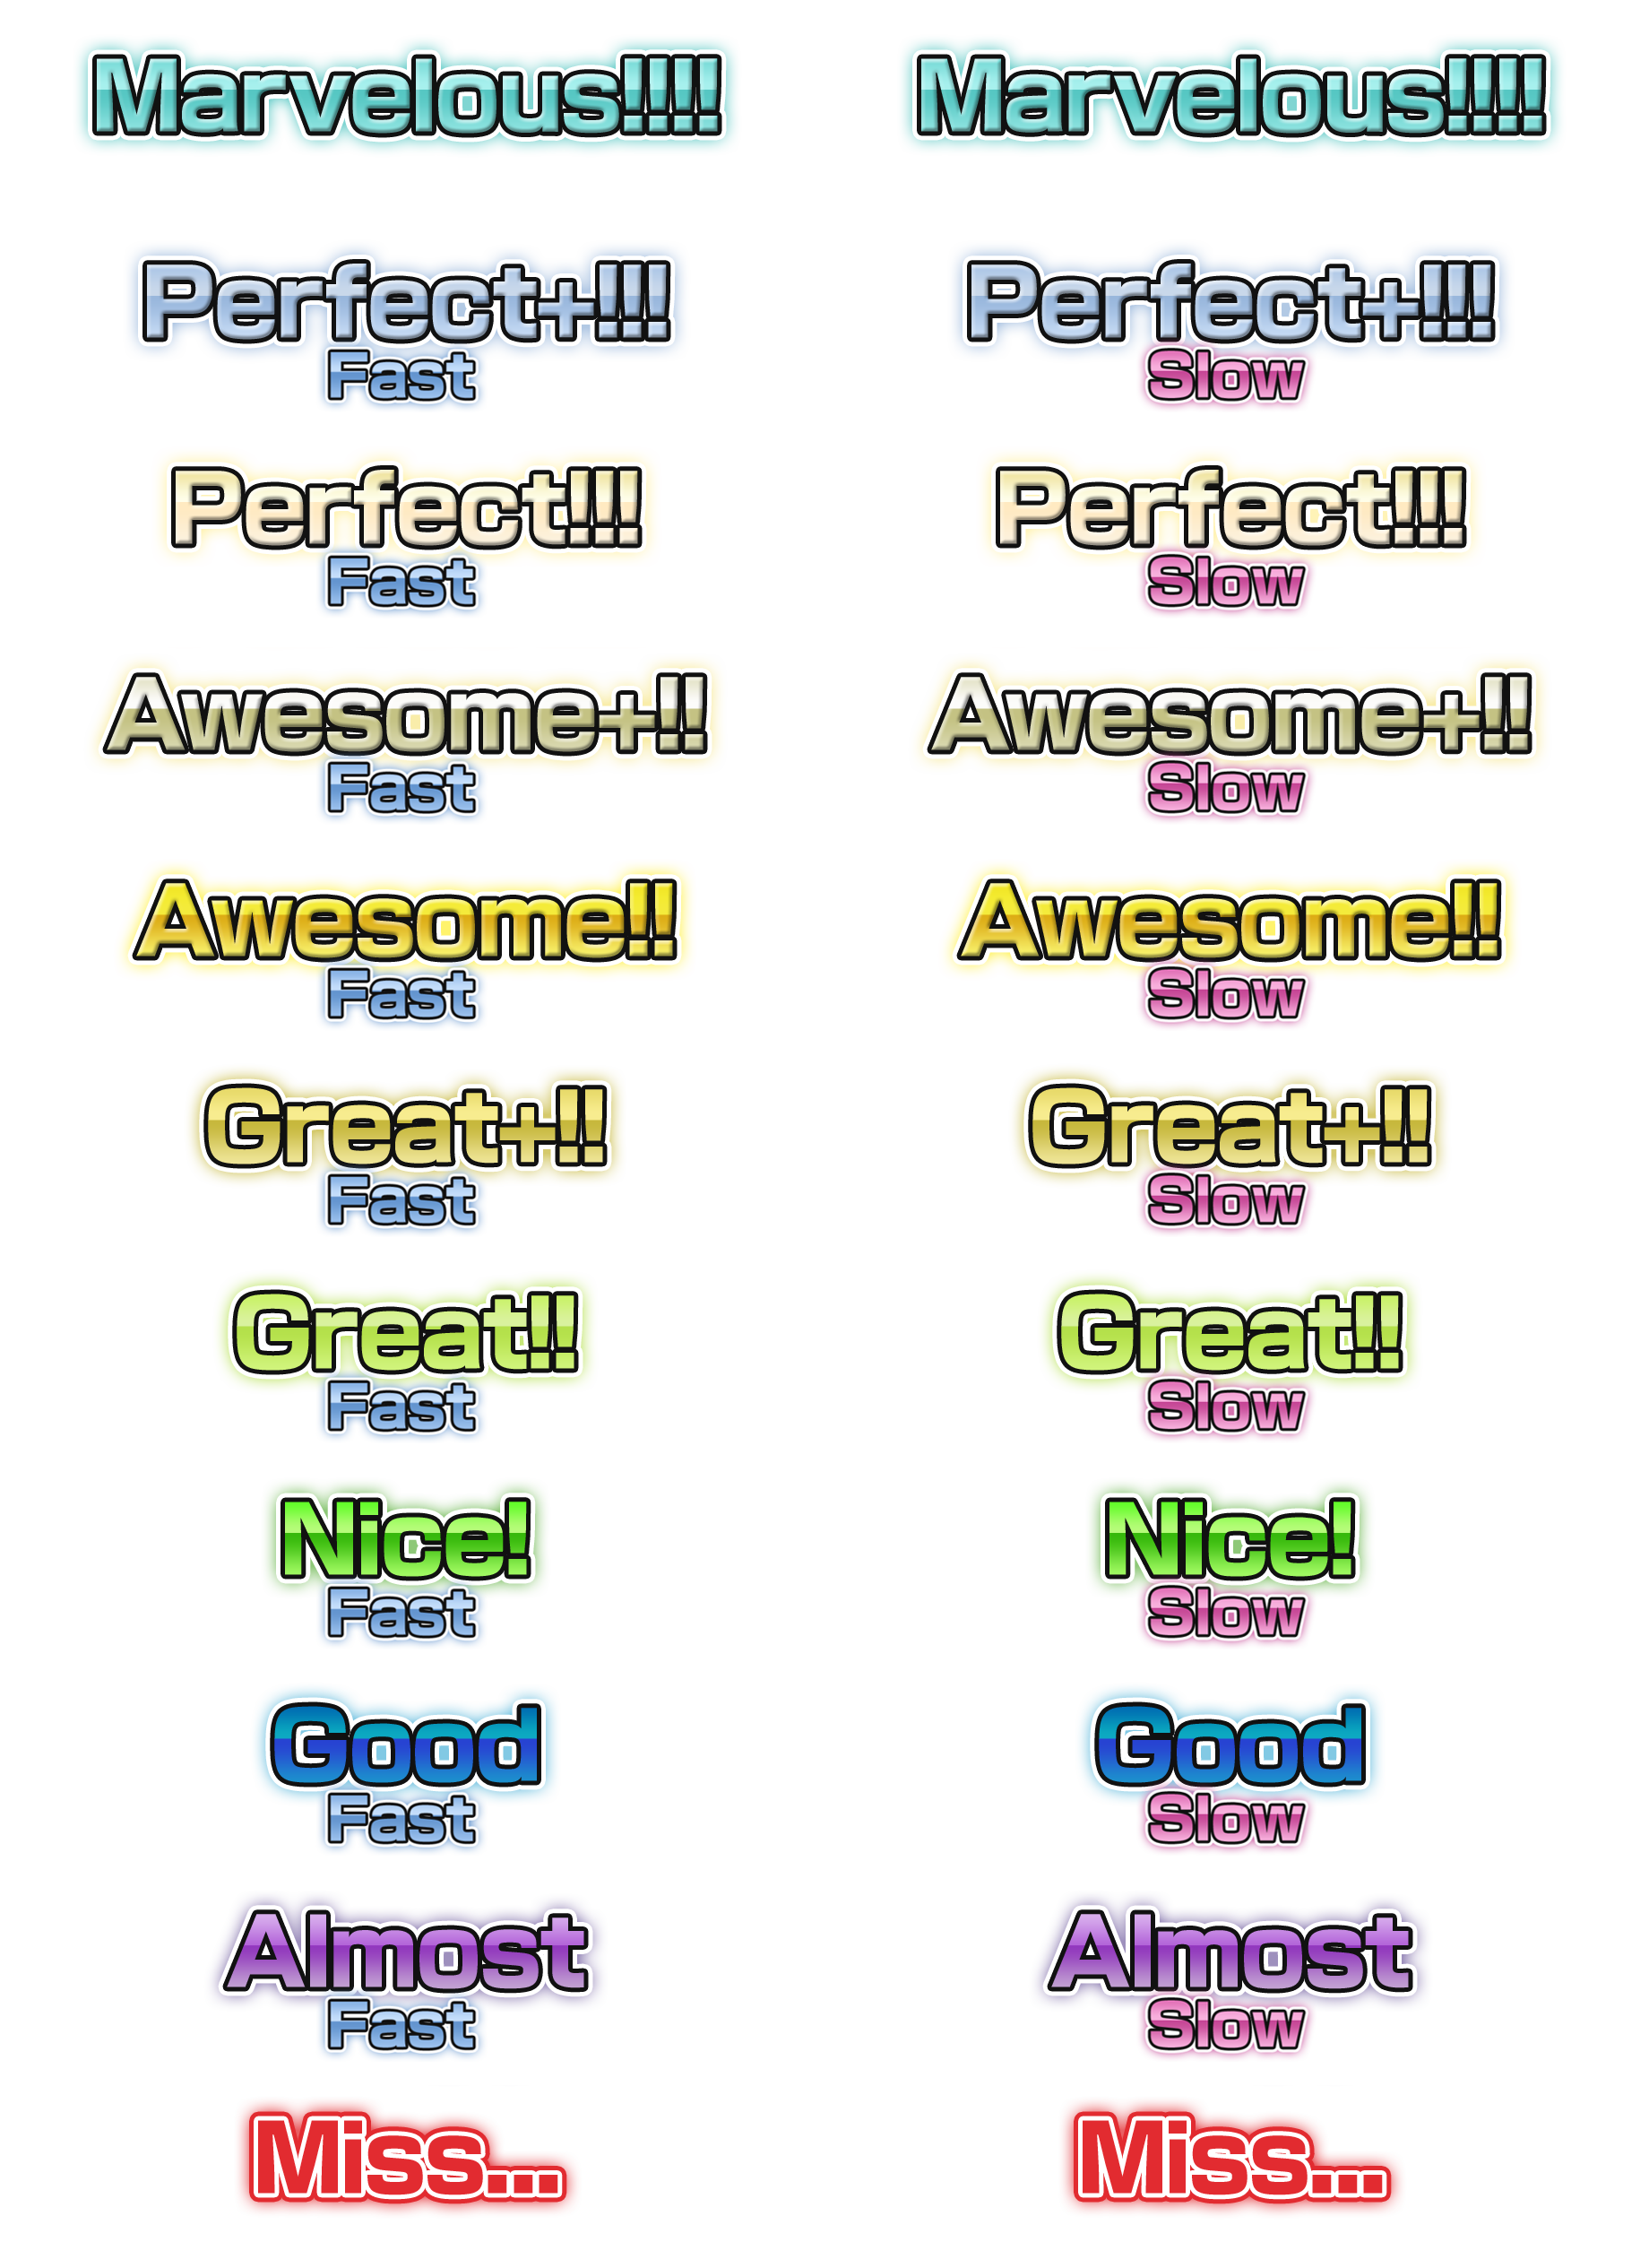 Marvelous!!!! Marvelous!!!!
Perfect+!!! Perfect+!!!
Fast Slow
Perfect!!! Perfect!!!
Fast Slow
Awesome+!! Awesome+!!
Fast Slow
Awesome!! Awesome!!
Fast Slow
Great+!! Great+!!
Fast Slow
Great!! Great!!
Fast Slow
Nice! Nice!
Fast Slow
Good Good
Fast Slow
Almost Almost
Fast Slow
Miss... Miss...